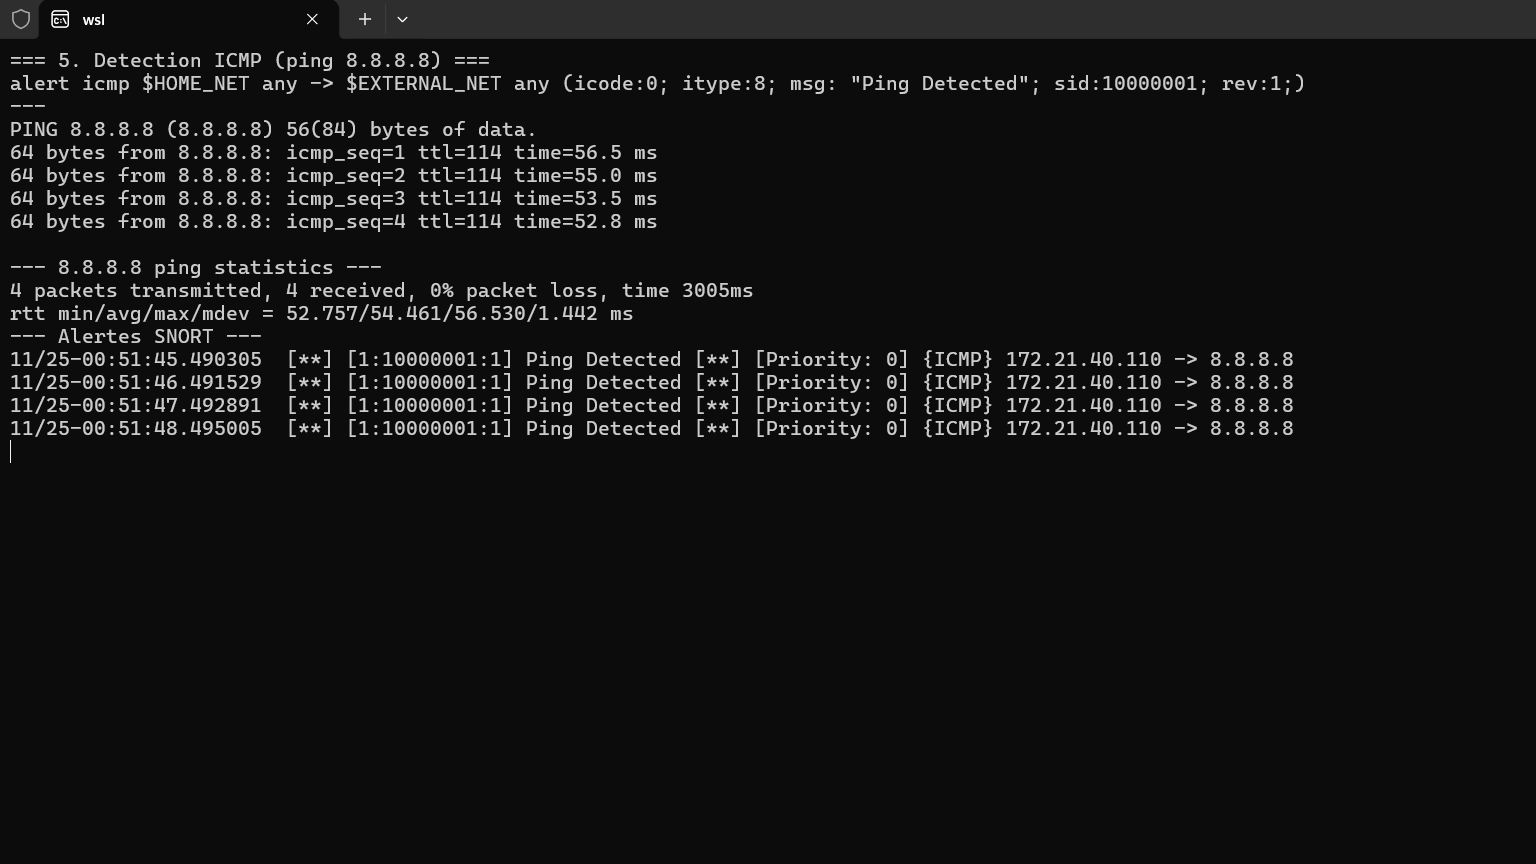 wsl
=== 5. Detection ICMP (ping 8.8.8.8) ===
alert icmp $HOME_NET any -> $EXTERNAL_NET any (icode:0; itype:8; msg: "Ping Detected"; sid:10000001; rev:1;)
---
PING 8.8.8.8 (8.8.8.8) 56(84) bytes of data.
64 bytes from 8.8.8.8: icmp_seq=1 ttl=114 time=56.5 ms
64 bytes from 8.8.8.8: icmp_seq=2 ttl=114 time=55.0 ms
64 bytes from 8.8.8.8: icmp_seq=3 ttl=114 time=53.5 ms
64 bytes from 8.8.8.8: icmp_seq=4 ttl=114 time=52.8 ms
--- 8.8.8.8 ping statistics ---
4 packets transmitted, 4 received, 0% packet loss, time 3005ms
rtt min/avg/max/mdev = 52.757/54.461/56.530/1.442 ms
--- Alertes SNORT ---
11/25-00:51:45.490305  [**] [1:10000001:1] Ping Detected [**] [Priority: 0] {ICMP} 172.21.40.110 -> 8.8.8.8
11/25-00:51:46.491529  [**] [1:10000001:1] Ping Detected [**] [Priority: 0] {ICMP} 172.21.40.110 -> 8.8.8.8
11/25-00:51:47.492891  [**] [1:10000001:1] Ping Detected [**] [Priority: 0] {ICMP} 172.21.40.110 -> 8.8.8.8
11/25-00:51:48.495005  [**] [1:10000001:1] Ping Detected [**] [Priority: 0] {ICMP} 172.21.40.110 -> 8.8.8.8